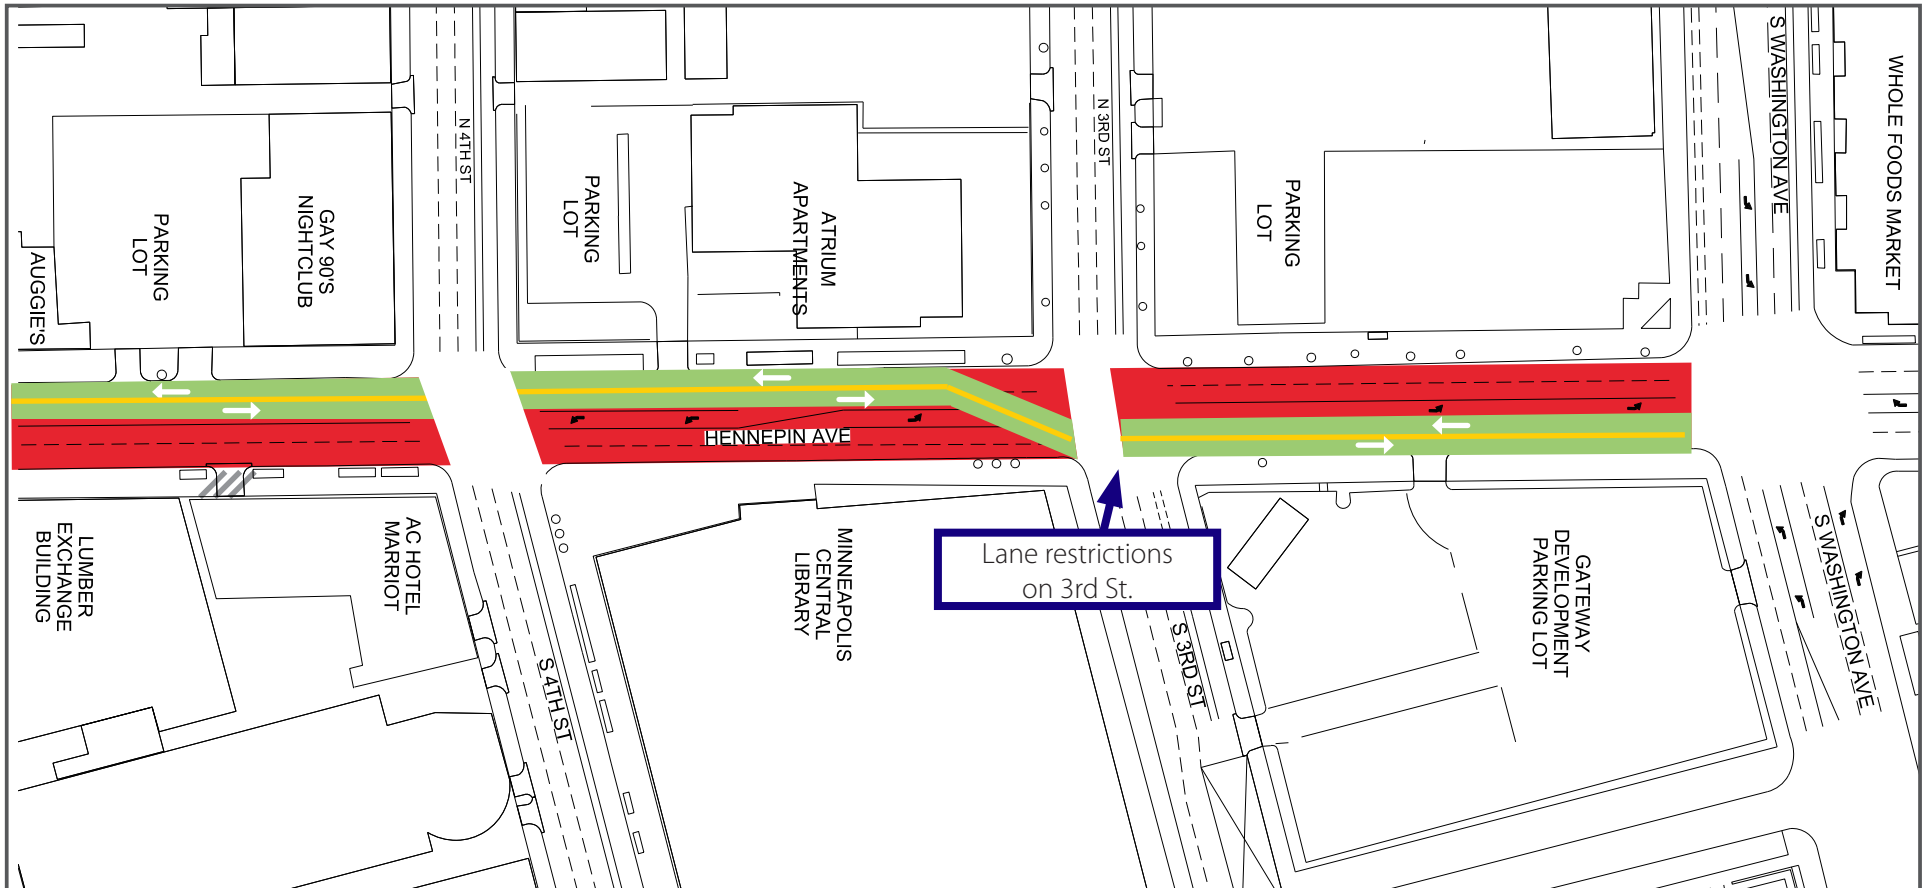 S WASHINGTON AVE
WHOLE FOODS MARKET
N 4TH ST
N 3RD ST
AUGGIE'S
PARKING
LOT
GAY 90'S
NIGHTCLUB
PARKING
LOT
ATRIUM
APARTMENTS
PARKING
LOT
HENNEPIN AVE
LUMBER
EXCHANGE
BUILDING
AC HOTEL
MARRIOT
S 4TH ST
MINNEAPOLIS
CENTRAL
LIBRARY
Lane restrictions
on 3rd St.
S 3RD ST
GATEWAY
DEVELOPMENT
PARKING LOT
S WASHINGTON AVE